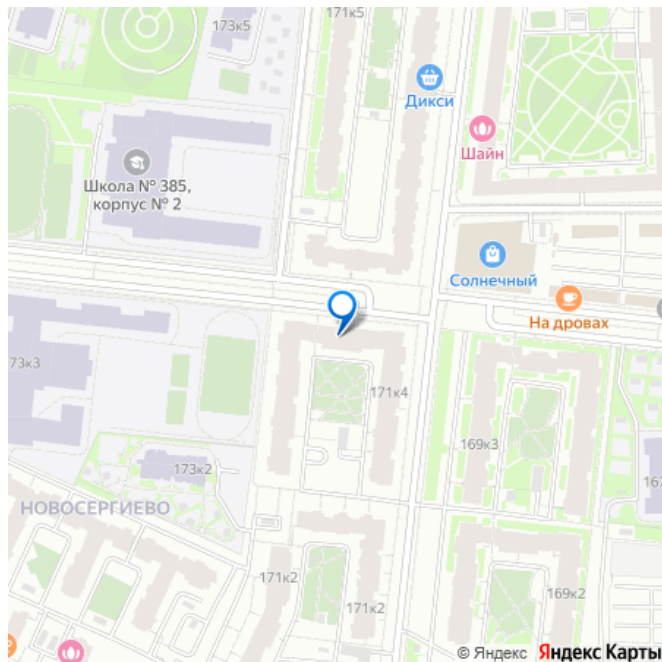 173к5
171к5
Дикси
Шайн
Школа № 385,
корпус № 2
Солнечный
На дровах
73к3
171к4
169к3
173к2
167
НОВОСЕРГИЕВО
171к2
171к2
169к2
© Яндекс Яндекс Карты